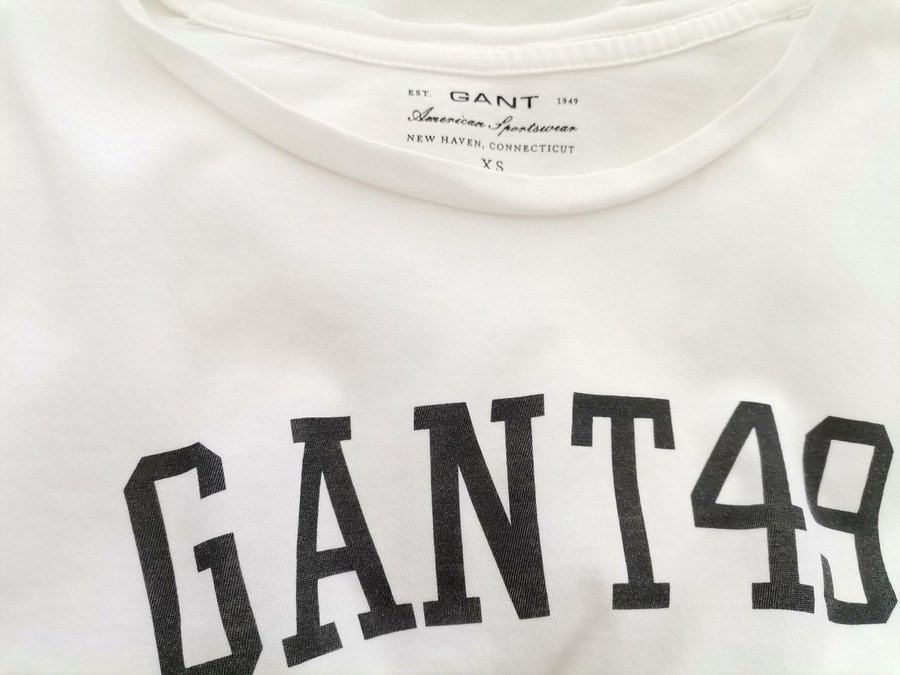 EST. GANT 1949
American Sportswear
NEW HAVEN, CONNECTICUT
XS
GANT49